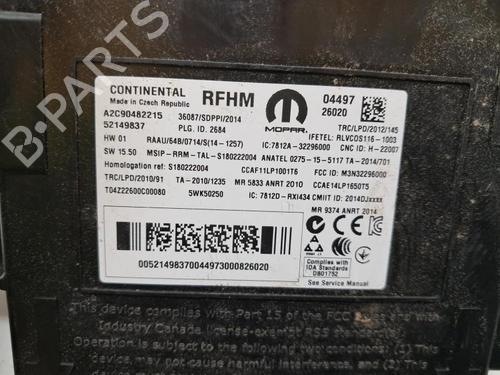 CONTINENTAL RFHM 04497
Made in Czech Republic MOPAR 26020
A2C90482215 36087/SDPPI/2014 TRC/LPD/2012/145
52149837 PLG. ID. 2684 IFETEL: RLVCOS116-1003
HW 01 RAAU/64B/0714/S(14-1257) IC:7812A-32296000 CNC ID: H-22007
SW 15.50 MSIP-RRM-TAL-S180222004 ANATEL 0275-15-5117 TA-2014/701
Homologation ref: S180222004 CCAF11LP1001T6 FCC ID: M3N32296000
TRC/LPD/2010/91 TA-2010/1235 MR 5833 ANRT 2010 CCAE14LP1650T5
T04Z22600C00080 5WK50250 IC: 7812D-RXI434 CMIIT ID: 2014DJxxxx
MR 9374 ANRT 2014
Complies with
IDA Standards
DB01752
See Service Manual
005214983700449730008​26020
This device complies with Part 15 of the FCC Rules and with
Industry Canada license-exempt RSS
Operation is subject to the following two conditions: (1) This
device may not cause harmful interference, and (2)
B-PARTS